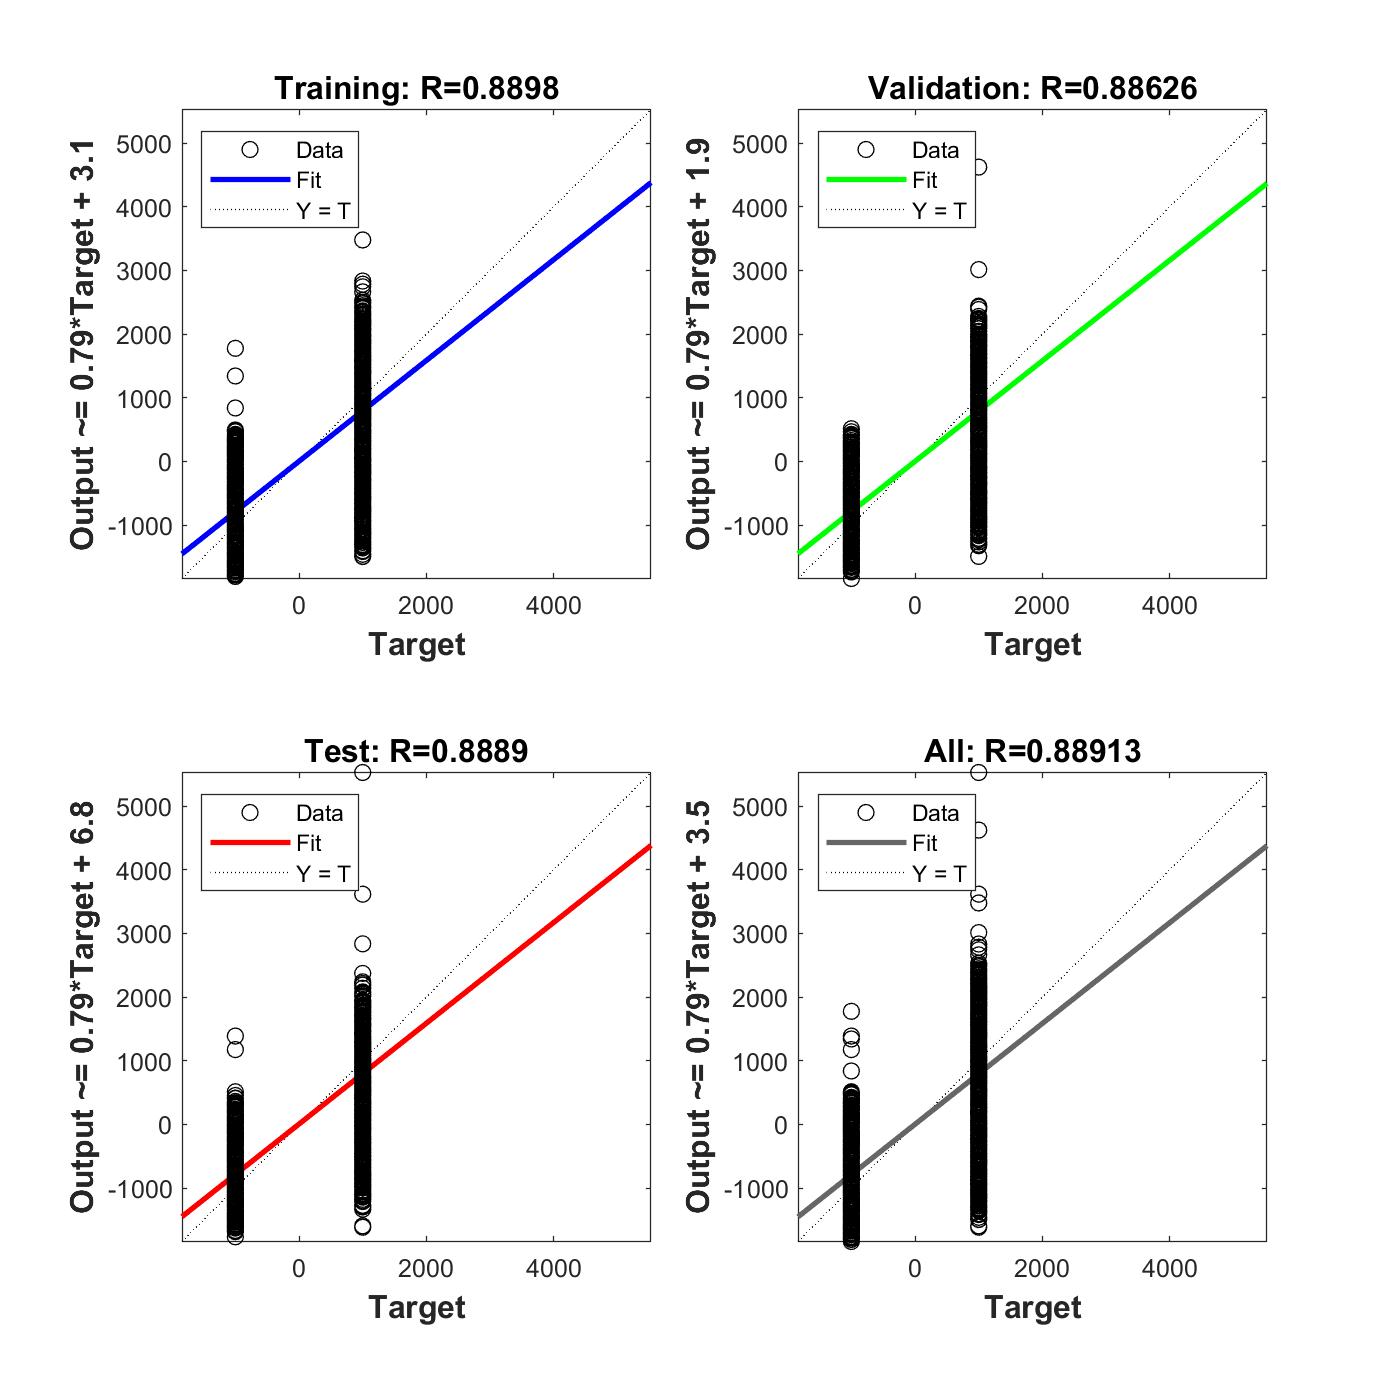 Training: R=0.8898
Output ~= 0.79*Target + 3.1
5000
4000
3000
2000
1000
0
-1000
Data
Fit
Y = T
0
2000
4000
Target
Validation: R=0.88626
Output ~= 0.79*Target + 1.9
5000
4000
3000
2000
1000
0
-1000
Data
Fit
Y = T
0
2000
4000
Target
Test: R=0.8889
Output ~= 0.79*Target + 6.8
5000
4000
3000
2000
1000
0
-1000
Data
Fit
Y = T
0
2000
4000
Target
All: R=0.88913
Output ~= 0.79*Target + 3.5
5000
4000
3000
2000
1000
0
-1000
Data
Fit
Y = T
0
2000
4000
Target